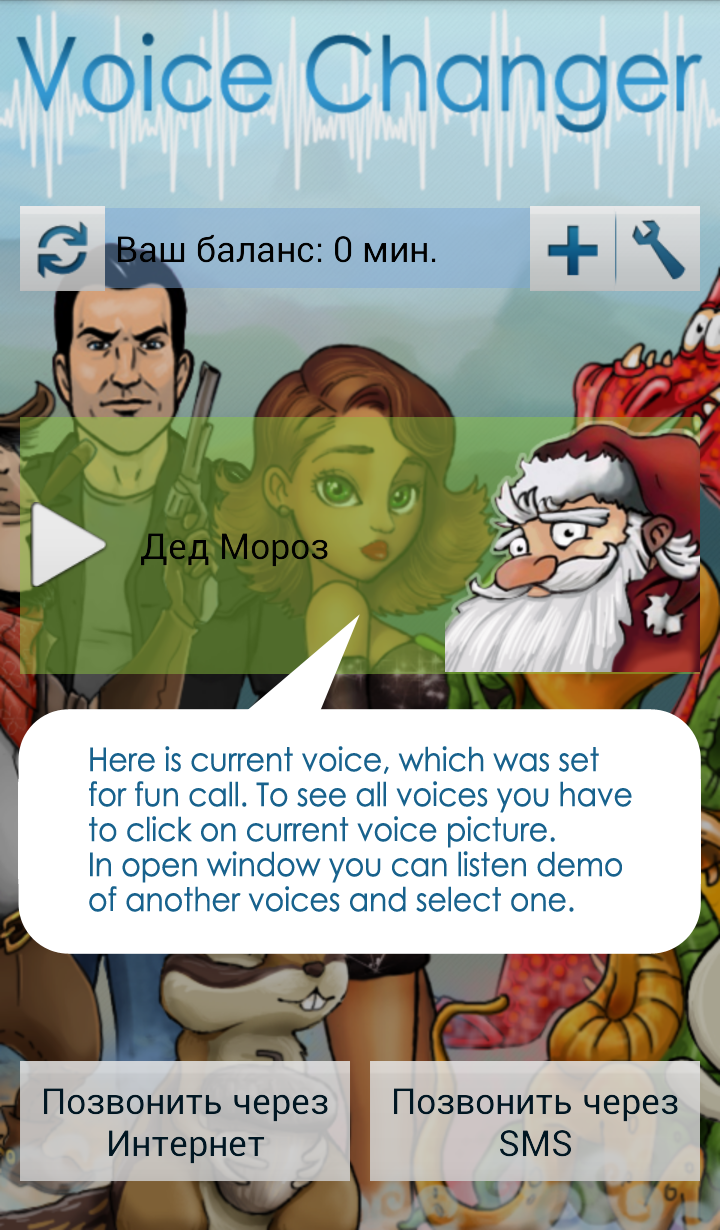 Voice Changer
Ваш баланс: 0 мин.
Дед Мороз
Here is current voice, which was set
for fun call. To see all voices you have
to click on current voice picture.
In open window you can listen demo
of another voices and select one.
Позвонить через
Интернет
Позвонить через
SMS